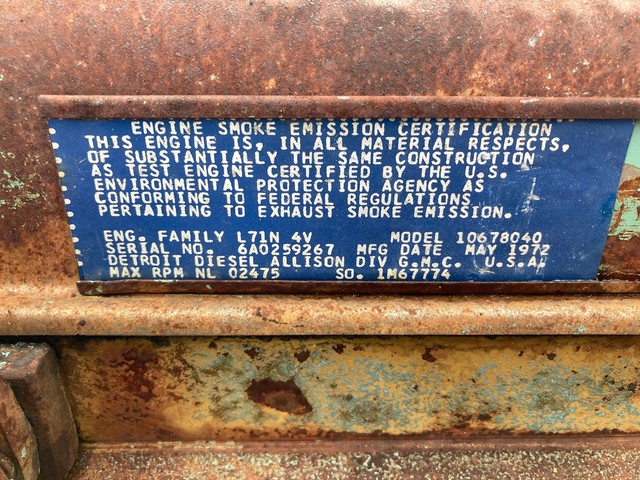 ENGINE SMOKE EMISSION CERTIFICATION
THIS ENGINE IS, IN ALL MATERIAL RESPECTS,
OF SUBSTANTIALLY THE SAME CONSTRUCTION
AS TEST ENGINE CERTIFIED BY THE U.S.
ENVIRONMENTAL PROTECTION AGENCY AS
CONFORMING TO FEDERAL REGULATIONS
PERTAINING TO EXHAUST SMOKE EMISSION.
ENG. FAMILY L71N 4V MODEL 10678040
SERIAL NO. 6A0259267 MFG DATE MAY 1972
DETROIT DIESEL ALLISON DIV G.M.C. U.S.A.
MAX RPM NL 02475 SO. 1M67774